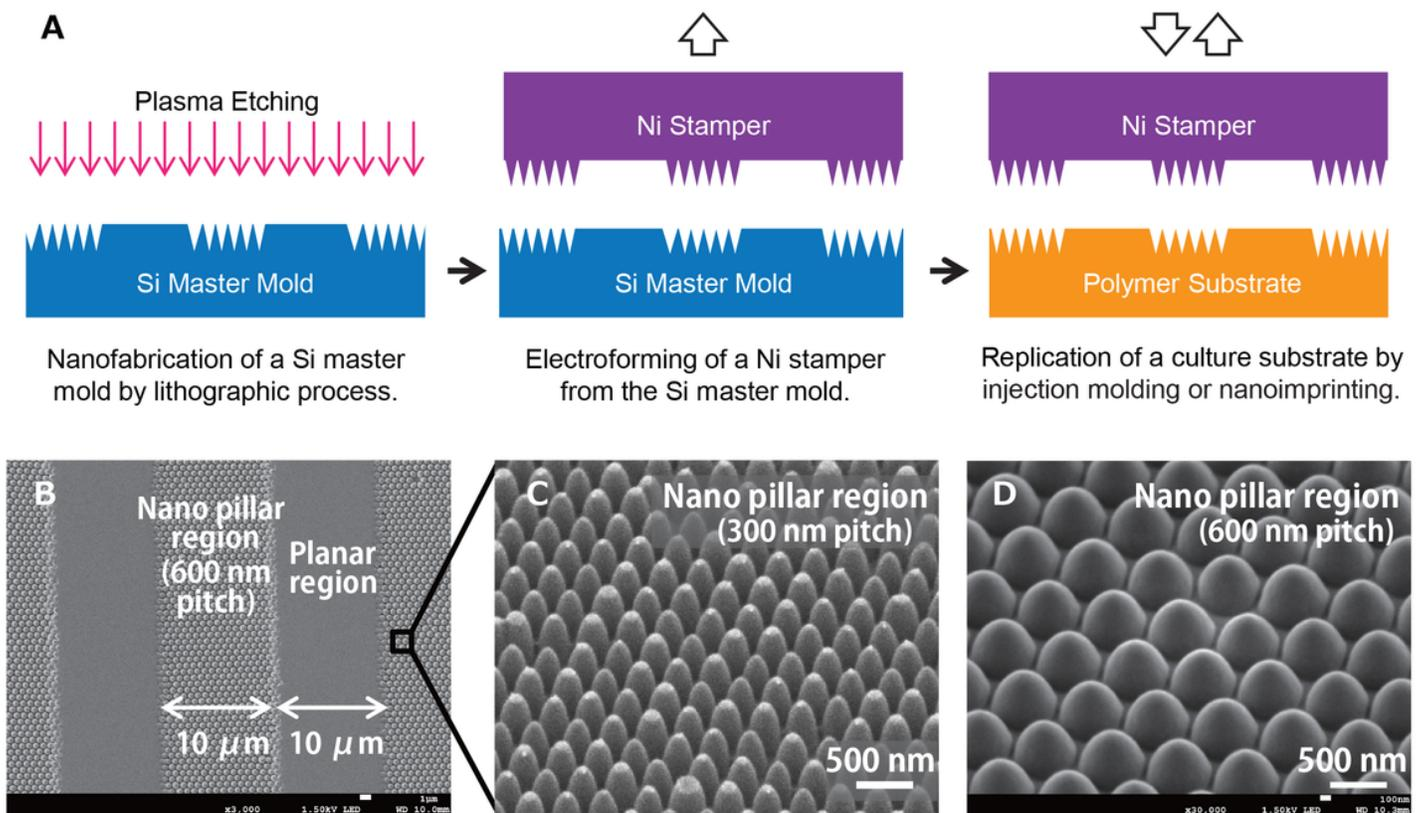 A
Plasma Etching
Si Master Mold
Nanofabrication of a Si master
mold by lithographic process.
Ni Stamper
Si Master Mold
Electroforming of a Ni stamper
from the Si master mold.
Ni Stamper
Polymer Substrate
Replication of a culture substrate by
injection molding or nanoimprinting.
B
Nano pillar
region
(600 nm
pitch)
Planar
region
10 μm
10 μm
1μm
x3,000 1.50kV LED WD 10.0mm
C
Nano pillar region
(300 nm pitch)
500 nm
D
Nano pillar region
(600 nm pitch)
500 nm
100nm
x30,000 1.50kV LED WD 10.3mm